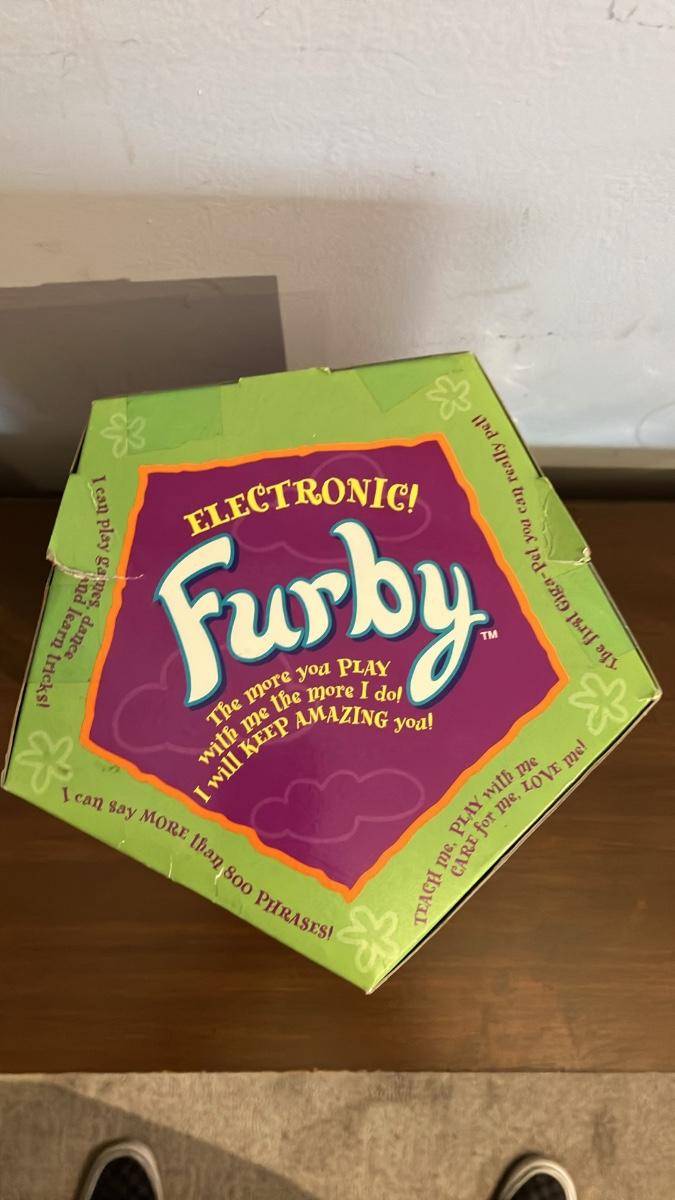 ELECTRONIC!
Furby™
The more you PLAY
with me the more I do!
I will KEEP AMAZING you!
I can play games, dance
and learn tricks!
The first Giga-Pet you can really pet!
I can say MORE than 800 PHRASES!
TEACH me, PLAY with me
CARE for me, LOVE me!